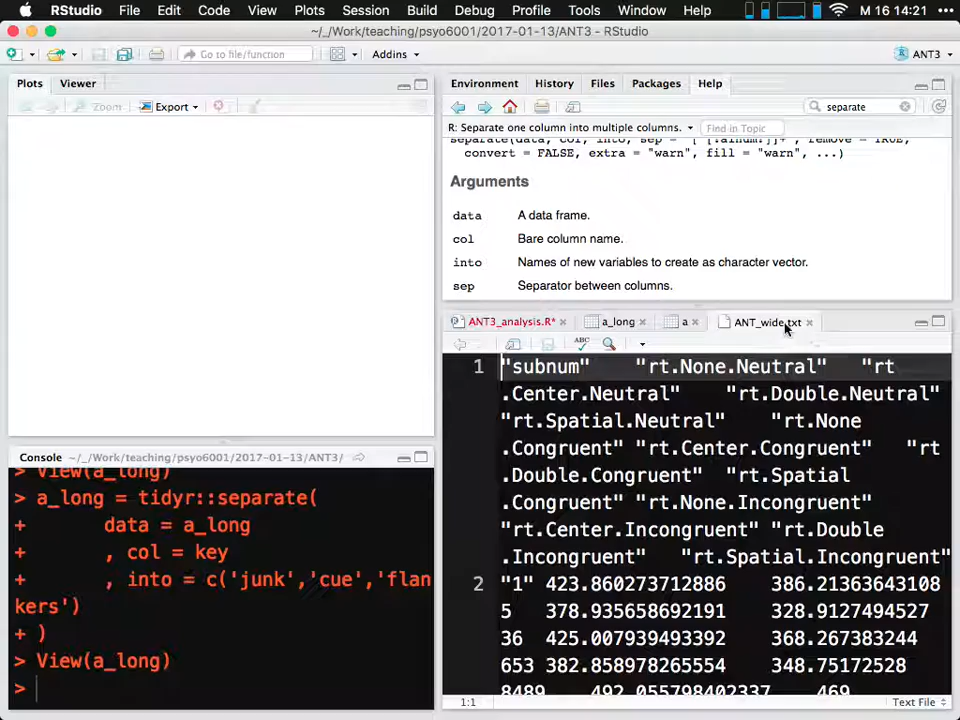 RStudio File Edit Code View Plots Session Build Debug Profile Tools Window Help M 16 14:21
~/_/Work/teaching/psyo6001/2017-01-13/ANT3 - RStudio
Go to file/function Addins ANT3
Plots Viewer
Zoom Export
Environment History Files Packages Help
separate
R: Separate one column into multiple columns. Find in Topic
convert = FALSE, extra = "warn", fill = "warn", ...)
Arguments
data A data frame.
col Bare column name.
into Names of new variables to create as character vector.
sep Separator between columns.
ANT3_analysis.R* a_long a ANT_wide.txt
1 "subnum" "rt.None.Neutral" "rt
.Center.Neutral" "rt.Double.Neutral"
"rt.Spatial.Neutral" "rt.None
.Congruent" "rt.Center.Congruent" "rt
.Double.Congruent" "rt.Spatial
.Congruent" "rt.None.Incongruent"
"rt.Center.Incongruent" "rt.Double
.Incongruent" "rt.Spatial.Incongruent"
2 "1" 423.860273712886 386.21363643108
5 378.935658692191 328.9127494527
36 425.007939493392 368.267383244
653 382.858978265554 348.75172528
8489 492.055798402337 469
1:1 Text File
Console ~/_/Work/teaching/psyo6001/2017-01-13/ANT3/
> View(a_long)
> a_long = tidyr::separate(
+ data = a_long
+ , col = key
+ , into = c('junk','cue','flan
kers')
+ )
> View(a_long)
>